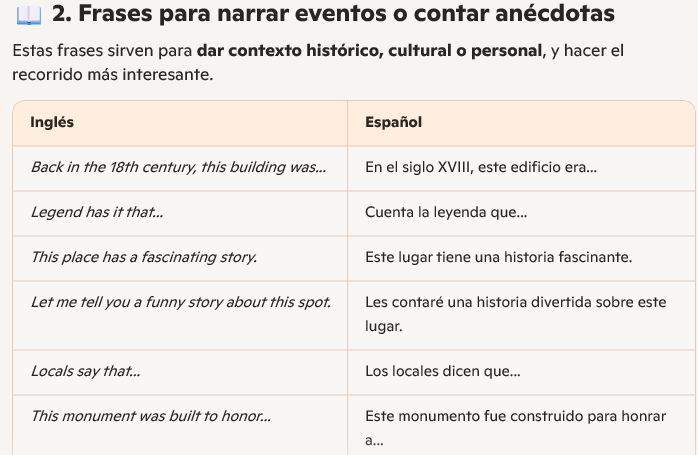 📖 2. Frases para narrar eventos o contar anécdotas
Estas frases sirven para dar contexto histórico, cultural o personal, y hacer el
recorrido más interesante.
Inglés
Español
Back in the 18th century, this building was...
En el siglo XVIII, este edificio era...
Legend has it that...
Cuenta la leyenda que...
This place has a fascinating story.
Este lugar tiene una historia fascinante.
Let me tell you a funny story about this spot.
Les contaré una historia divertida sobre este
lugar.
Locals say that...
Los locales dicen que...
This monument was built to honor...
Este monumento fue construido para honrar
a...